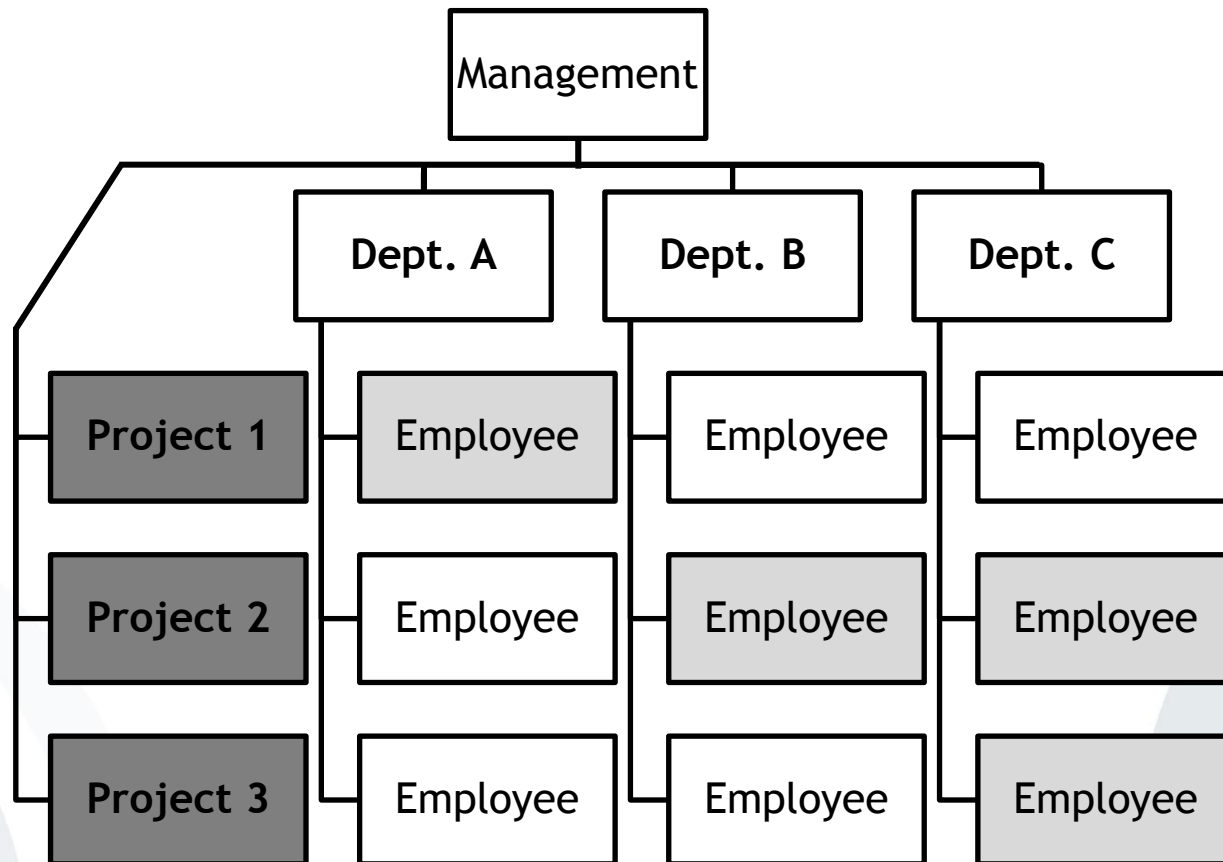 Management
Dept. A
Dept. B
Dept. C
Project 1
Employee
Employee
Employee
Project 2
Employee
Employee
Employee
Project 3
Employee
Employee
Employee